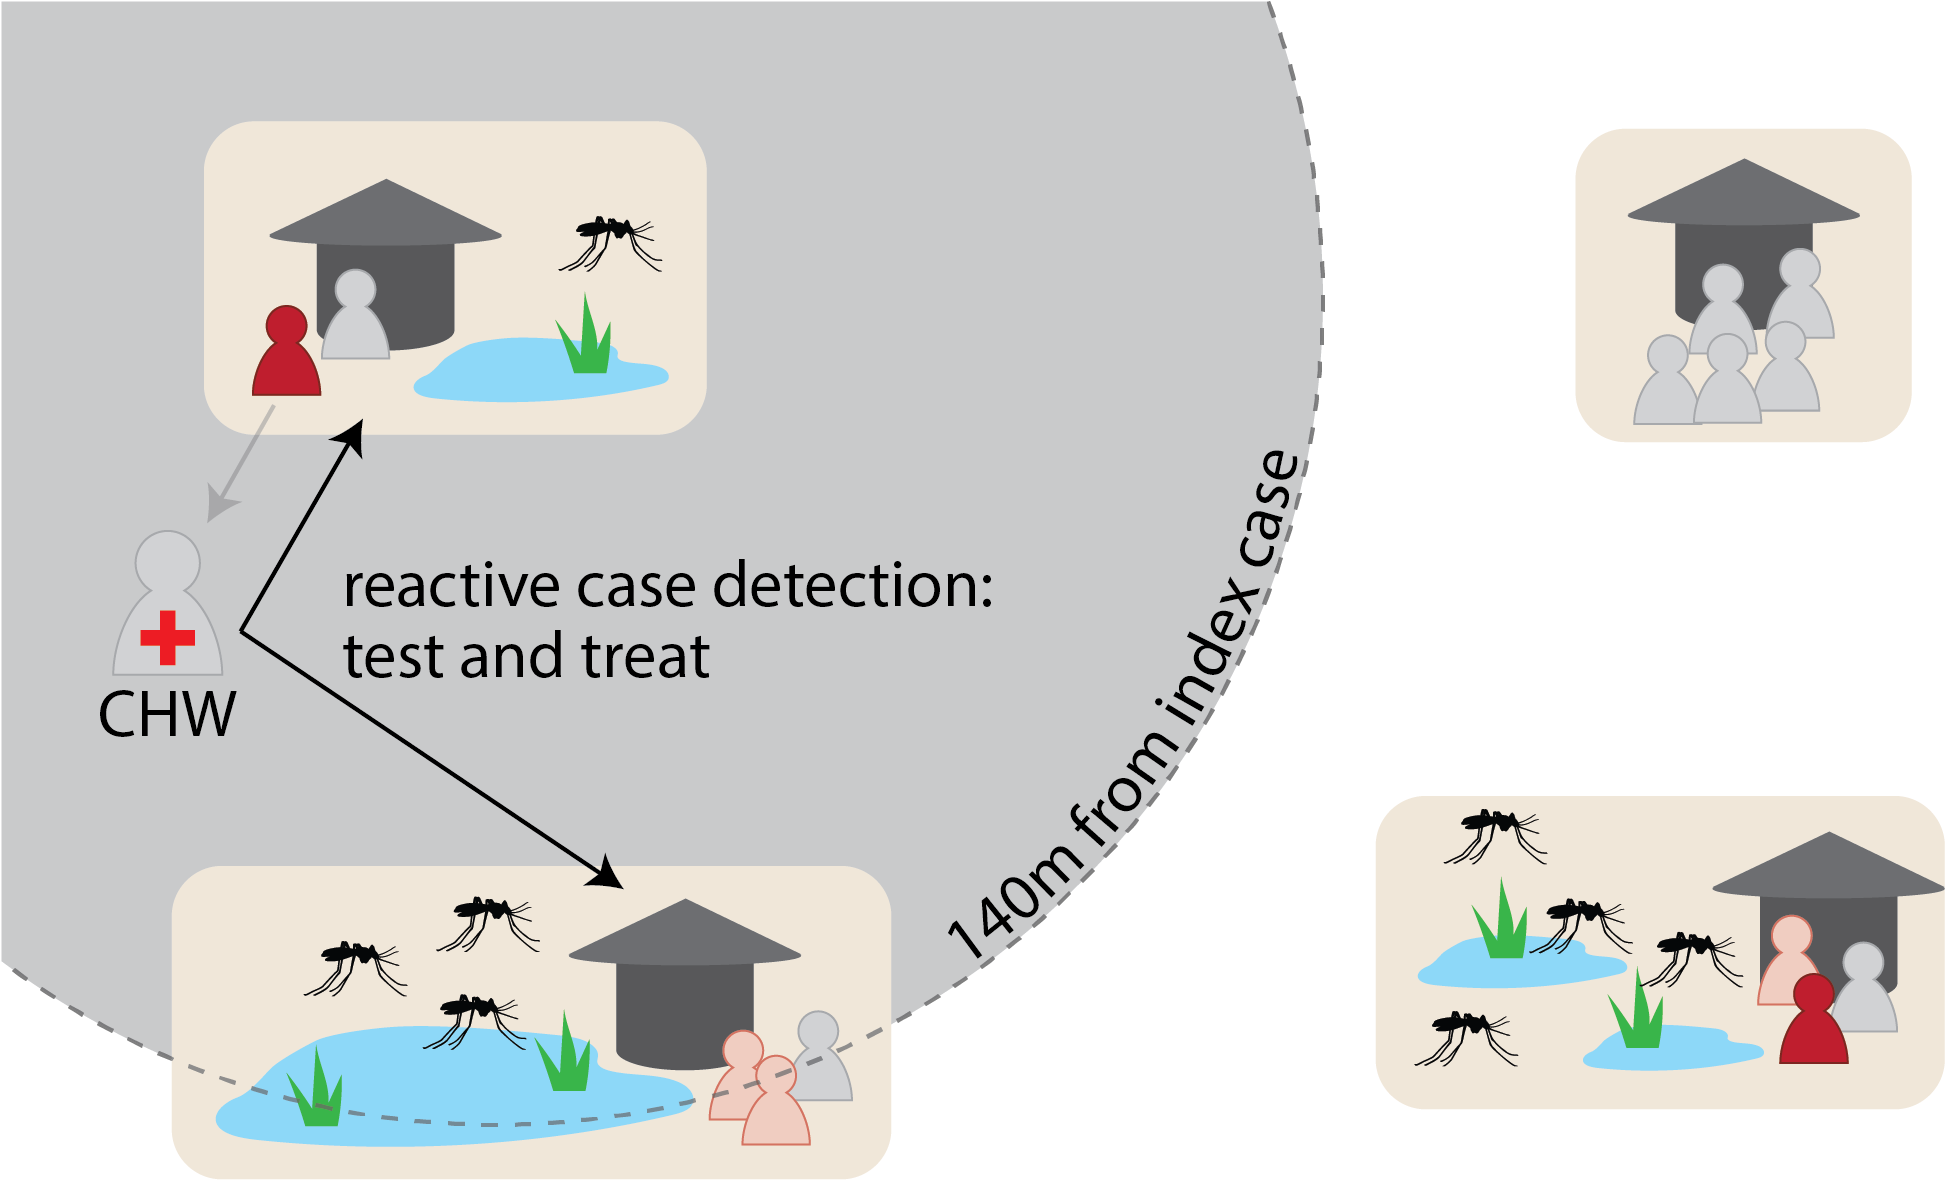 reactive case detection:
test and treat
CHW
140m from index case